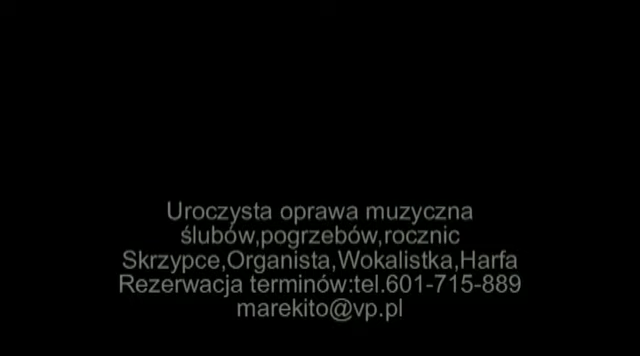 Uroczysta oprawa muzyczna
ślubów,pogrzebów,rocznic
Skrzypce,Organista,Wokalistka,Harfa
Rezerwacja terminów:tel.601-715-889
marekito@vp.pl